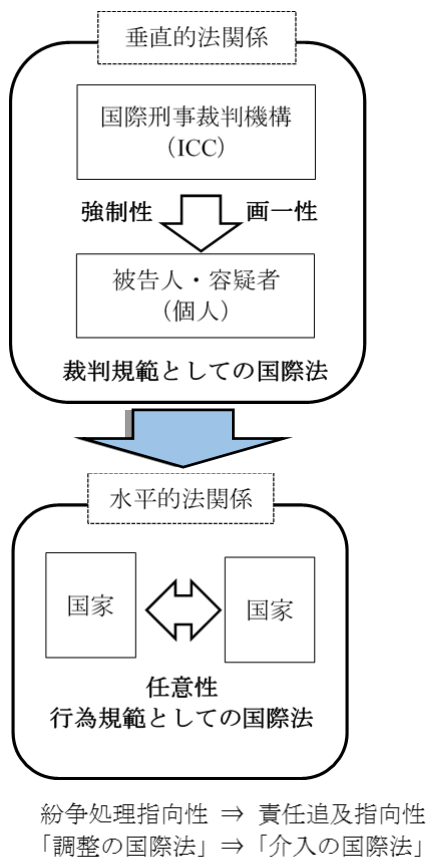 垂直的法関係
国際刑事裁判機構
（ICC）
強制性 画一性
被告人・容疑者
（個人）
裁判規範としての国際法
水平的法関係
国家 国家
任意性
行為規範としての国際法
紛争処理指向性 ⇒ 責任追及指向性
「調整の国際法」⇒「介入の国際法」